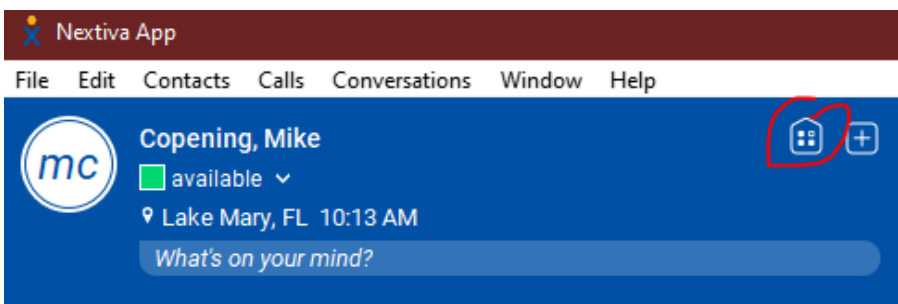 Nextiva App
File Edit Contacts Calls Conversations Window Help
Copening, Mike
mc
available
Lake Mary, FL 10:13 AM
What's on your mind?